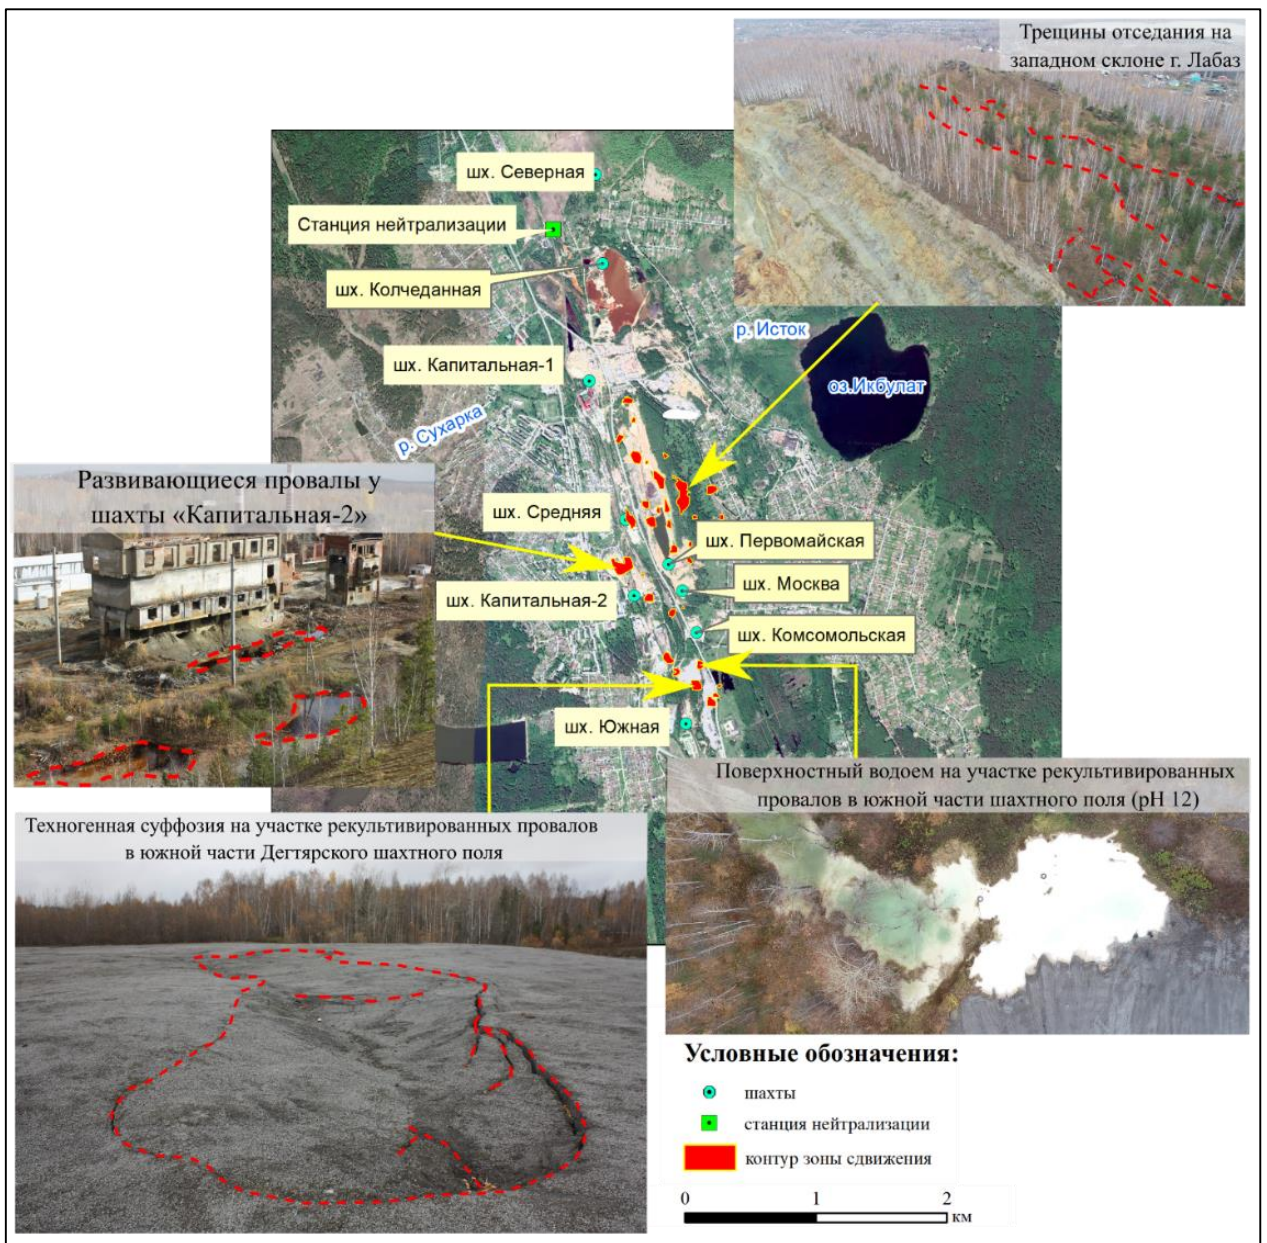 Трещины отседания на
западном склоне г. Лабаз
шх. Северная
Станция нейтрализации
шх. Колчеданная
р. Исток
шх. Капитальная-1
оз.Икбулат
р. Сухарка
Развивающиеся провалы у
шахты «Капитальная-2»
шх. Средняя
шх. Первомайская
шх. Москва
шх. Капитальная-2
шх. Комсомольская
шх. Южная
Поверхностный водоем на участке рекультивированных
провалов в южной части шахтного поля (pH 12)
Техногенная суффозия на участке рекультивированных провалов
в южной части Дегтярского шахтного поля
Условные обозначения:
шахты
станция нейтрализации
контур зоны сдвижения
0 1 2
км